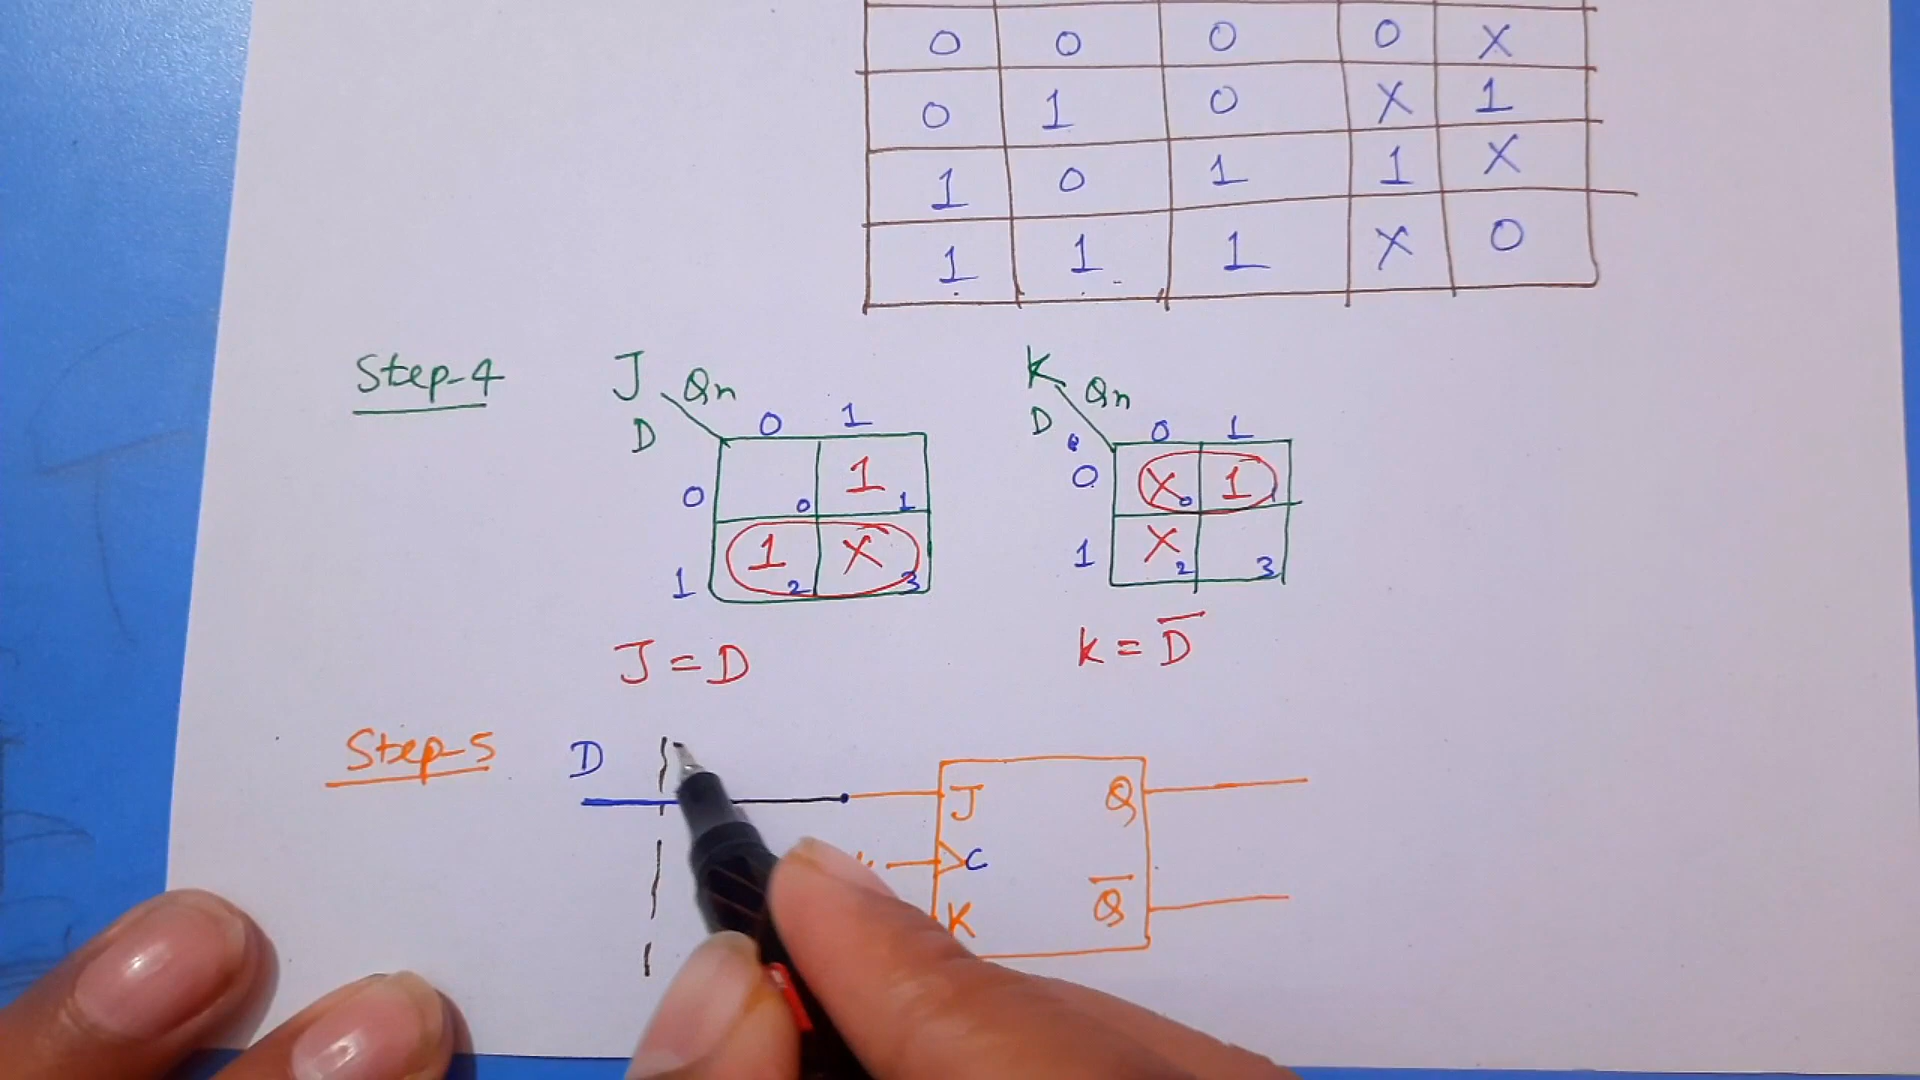 0 0 0 0 X
0 1 0 X 1
1 0 1 1 X
1 1 1 X 0
Step-4
J Qn
D 0 1
0 0 1 1
1 1 2 X 3
J = D
K Qn
D 0 1
0 X 0 1 1
1 X 2 3
K = D̅
Step-5
D
J Q
C
K Q̅